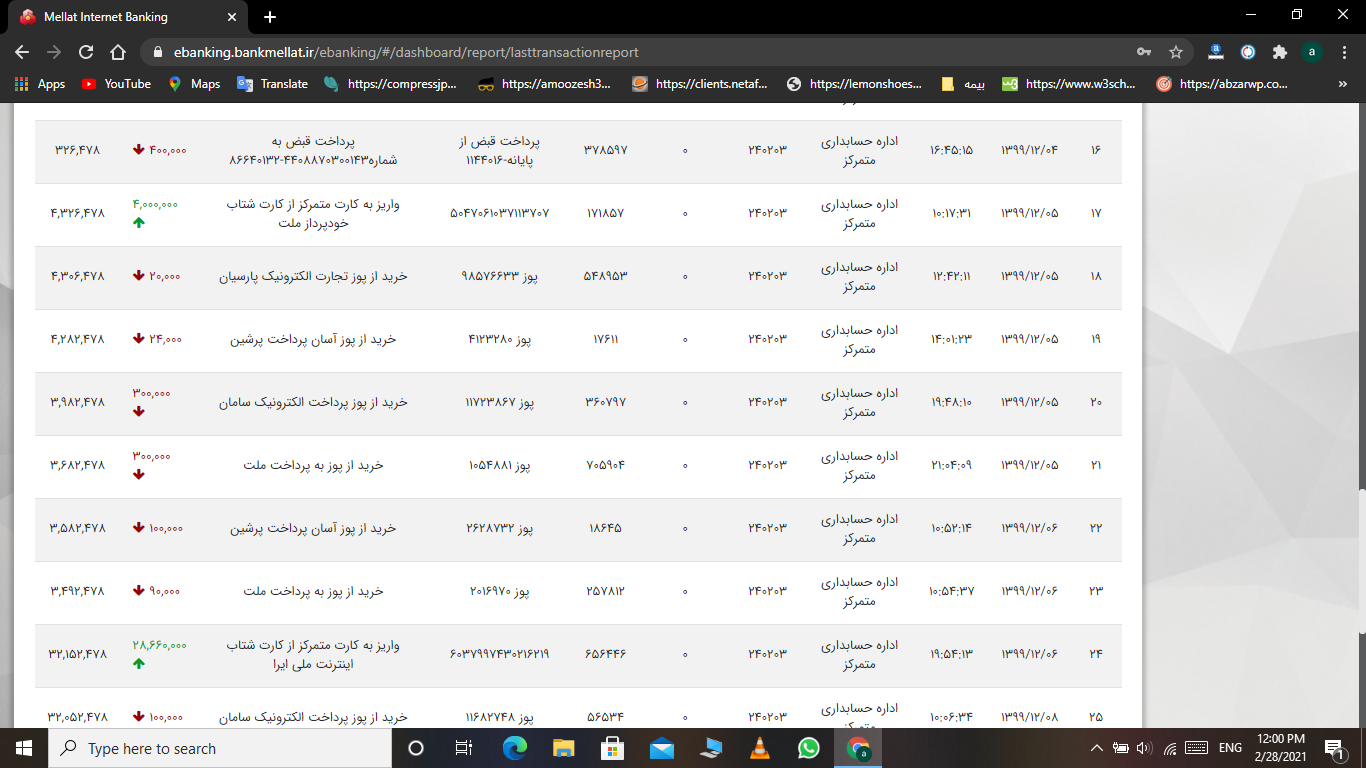 Mellat Internet Banking
ebanking.bankmellat.ir/ebanking/#/dashboard/report/lasttransactionreport
Apps YouTube Maps Translate https://compressjp... https://amoozesh3... https://clients.netaf... https://lemonshoes... بیمه https://www.w3sch... https://abzarwp.co... »
۱۶ ۱۳۹۹/۱۲/۰۴ ۱۶:۴۵:۱۵ اداره حسابداری متمرکز ۲۴۰۲۰۳ ۰ ۳۷۸۵۹۷ پرداخت قبض از پایانه-۱۱۴۴۰۱۶ پرداخت قبض به شماره۸۶۶۴۰۱۳۲-۴۴۰۸۸۷۰۳۰۰۱۴۳ ۴۰۰,۰۰۰ ۳۲۶,۴۷۸
۱۷ ۱۳۹۹/۱۲/۰۵ ۱۰:۱۷:۳۱ اداره حسابداری متمرکز ۲۴۰۲۰۳ ۰ ۱۷۱۸۵۷ ۵۰۴۷۰۶۱۰۳۷۱۱۳۷۰۷ واریز به کارت متمرکز از کارت شتاب خودپرداز ملت ۴,۰۰۰,۰۰۰ ۴,۳۲۶,۴۷۸
۱۸ ۱۳۹۹/۱۲/۰۵ ۱۲:۴۲:۱۱ اداره حسابداری متمرکز ۲۴۰۲۰۳ ۰ ۵۴۸۹۵۳ پوز ۹۸۵۷۶۶۳۳ خرید از پوز تجارت الکترونیک پارسیان ۲۰,۰۰۰ ۴,۳۰۶,۴۷۸
۱۹ ۱۳۹۹/۱۲/۰۵ ۱۴:۰۱:۲۳ اداره حسابداری متمرکز ۲۴۰۲۰۳ ۰ ۱۷۶۱۱ پوز ۴۱۲۳۲۸۰ خرید از پوز آسان پرداخت پرشین ۲۴,۰۰۰ ۴,۲۸۲,۴۷۸
۲۰ ۱۳۹۹/۱۲/۰۵ ۱۹:۴۸:۱۰ اداره حسابداری متمرکز ۲۴۰۲۰۳ ۰ ۳۶۰۷۹۷ پوز ۱۱۷۲۳۸۶۷ خرید از پوز پرداخت الکترونیک سامان ۳۰۰,۰۰۰ ۳,۹۸۲,۴۷۸
۲۱ ۱۳۹۹/۱۲/۰۵ ۲۱:۰۴:۰۹ اداره حسابداری متمرکز ۲۴۰۲۰۳ ۰ ۷۰۵۹۰۴ پوز ۱۰۵۴۸۸۱ خرید از پوز به پرداخت ملت ۳۰۰,۰۰۰ ۳,۶۸۲,۴۷۸
۲۲ ۱۳۹۹/۱۲/۰۶ ۱۰:۵۲:۱۴ اداره حسابداری متمرکز ۲۴۰۲۰۳ ۰ ۱۸۶۴۵ پوز ۲۶۲۸۷۳۲ خرید از پوز آسان پرداخت پرشین ۱۰۰,۰۰۰ ۳,۵۸۲,۴۷۸
۲۳ ۱۳۹۹/۱۲/۰۶ ۱۰:۵۴:۳۷ اداره حسابداری متمرکز ۲۴۰۲۰۳ ۰ ۲۵۷۸۱۲ پوز ۲۰۱۶۹۷۰ خرید از پوز به پرداخت ملت ۹۰,۰۰۰ ۳,۴۹۲,۴۷۸
۲۴ ۱۳۹۹/۱۲/۰۶ ۱۹:۵۴:۱۳ اداره حسابداری متمرکز ۲۴۰۲۰۳ ۰ ۶۵۶۴۴۶ ۶۰۳۷۹۹۷۴۳۰۲۱۶۲۱۹ واریز به کارت متمرکز از کارت شتاب اینترنت ملی ایرا ۲۸,۶۶۰,۰۰۰ ۳۲,۱۵۲,۴۷۸
۲۵ ۱۳۹۹/۱۲/۰۸ ۱۰:۰۶:۳۴ اداره حسابداری متمرکز ۲۴۰۲۰۳ ۰ ۵۶۵۳۴ پوز ۱۱۶۸۲۷۴۸ خرید از پوز پرداخت الکترونیک سامان ۱۰۰,۰۰۰ ۳۲,۰۵۲,۴۷۸
Type here to search
ENG
12:00 PM
2/28/2021
1